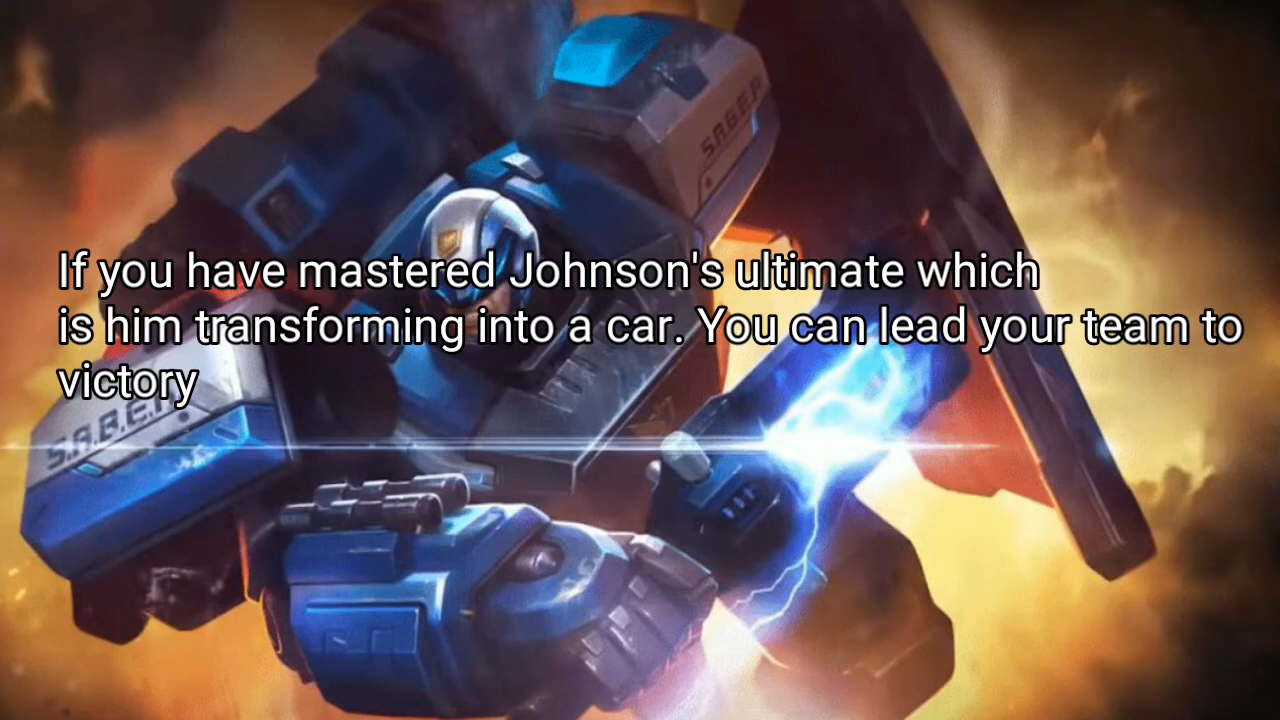 S.A.B.E.R
If you have mastered Johnson's ultimate which
is him transforming into a car. You can lead your team to
victory
S.A.B.E.R